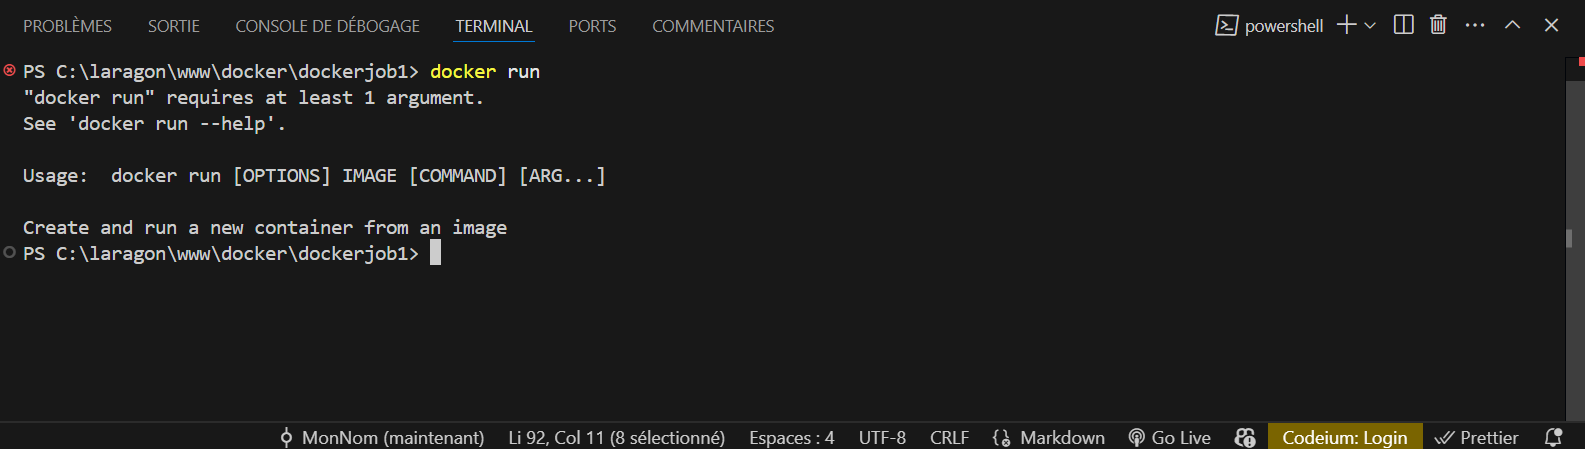 PROBLÈMES SORTIE CONSOLE DE DÉBOGAGE TERMINAL PORTS COMMENTAIRES powershell
PS C:\laragon\www\docker\dockerjob1> docker run
"docker run" requires at least 1 argument.
See 'docker run --help'.
Usage:  docker run [OPTIONS] IMAGE [COMMAND] [ARG...]
Create and run a new container from an image
PS C:\laragon\www\docker\dockerjob1>
MonNom (maintenant) Li 92, Col 11 (8 sélectionné) Espaces : 4 UTF-8 CRLF Markdown Go Live Codeium: Login Prettier